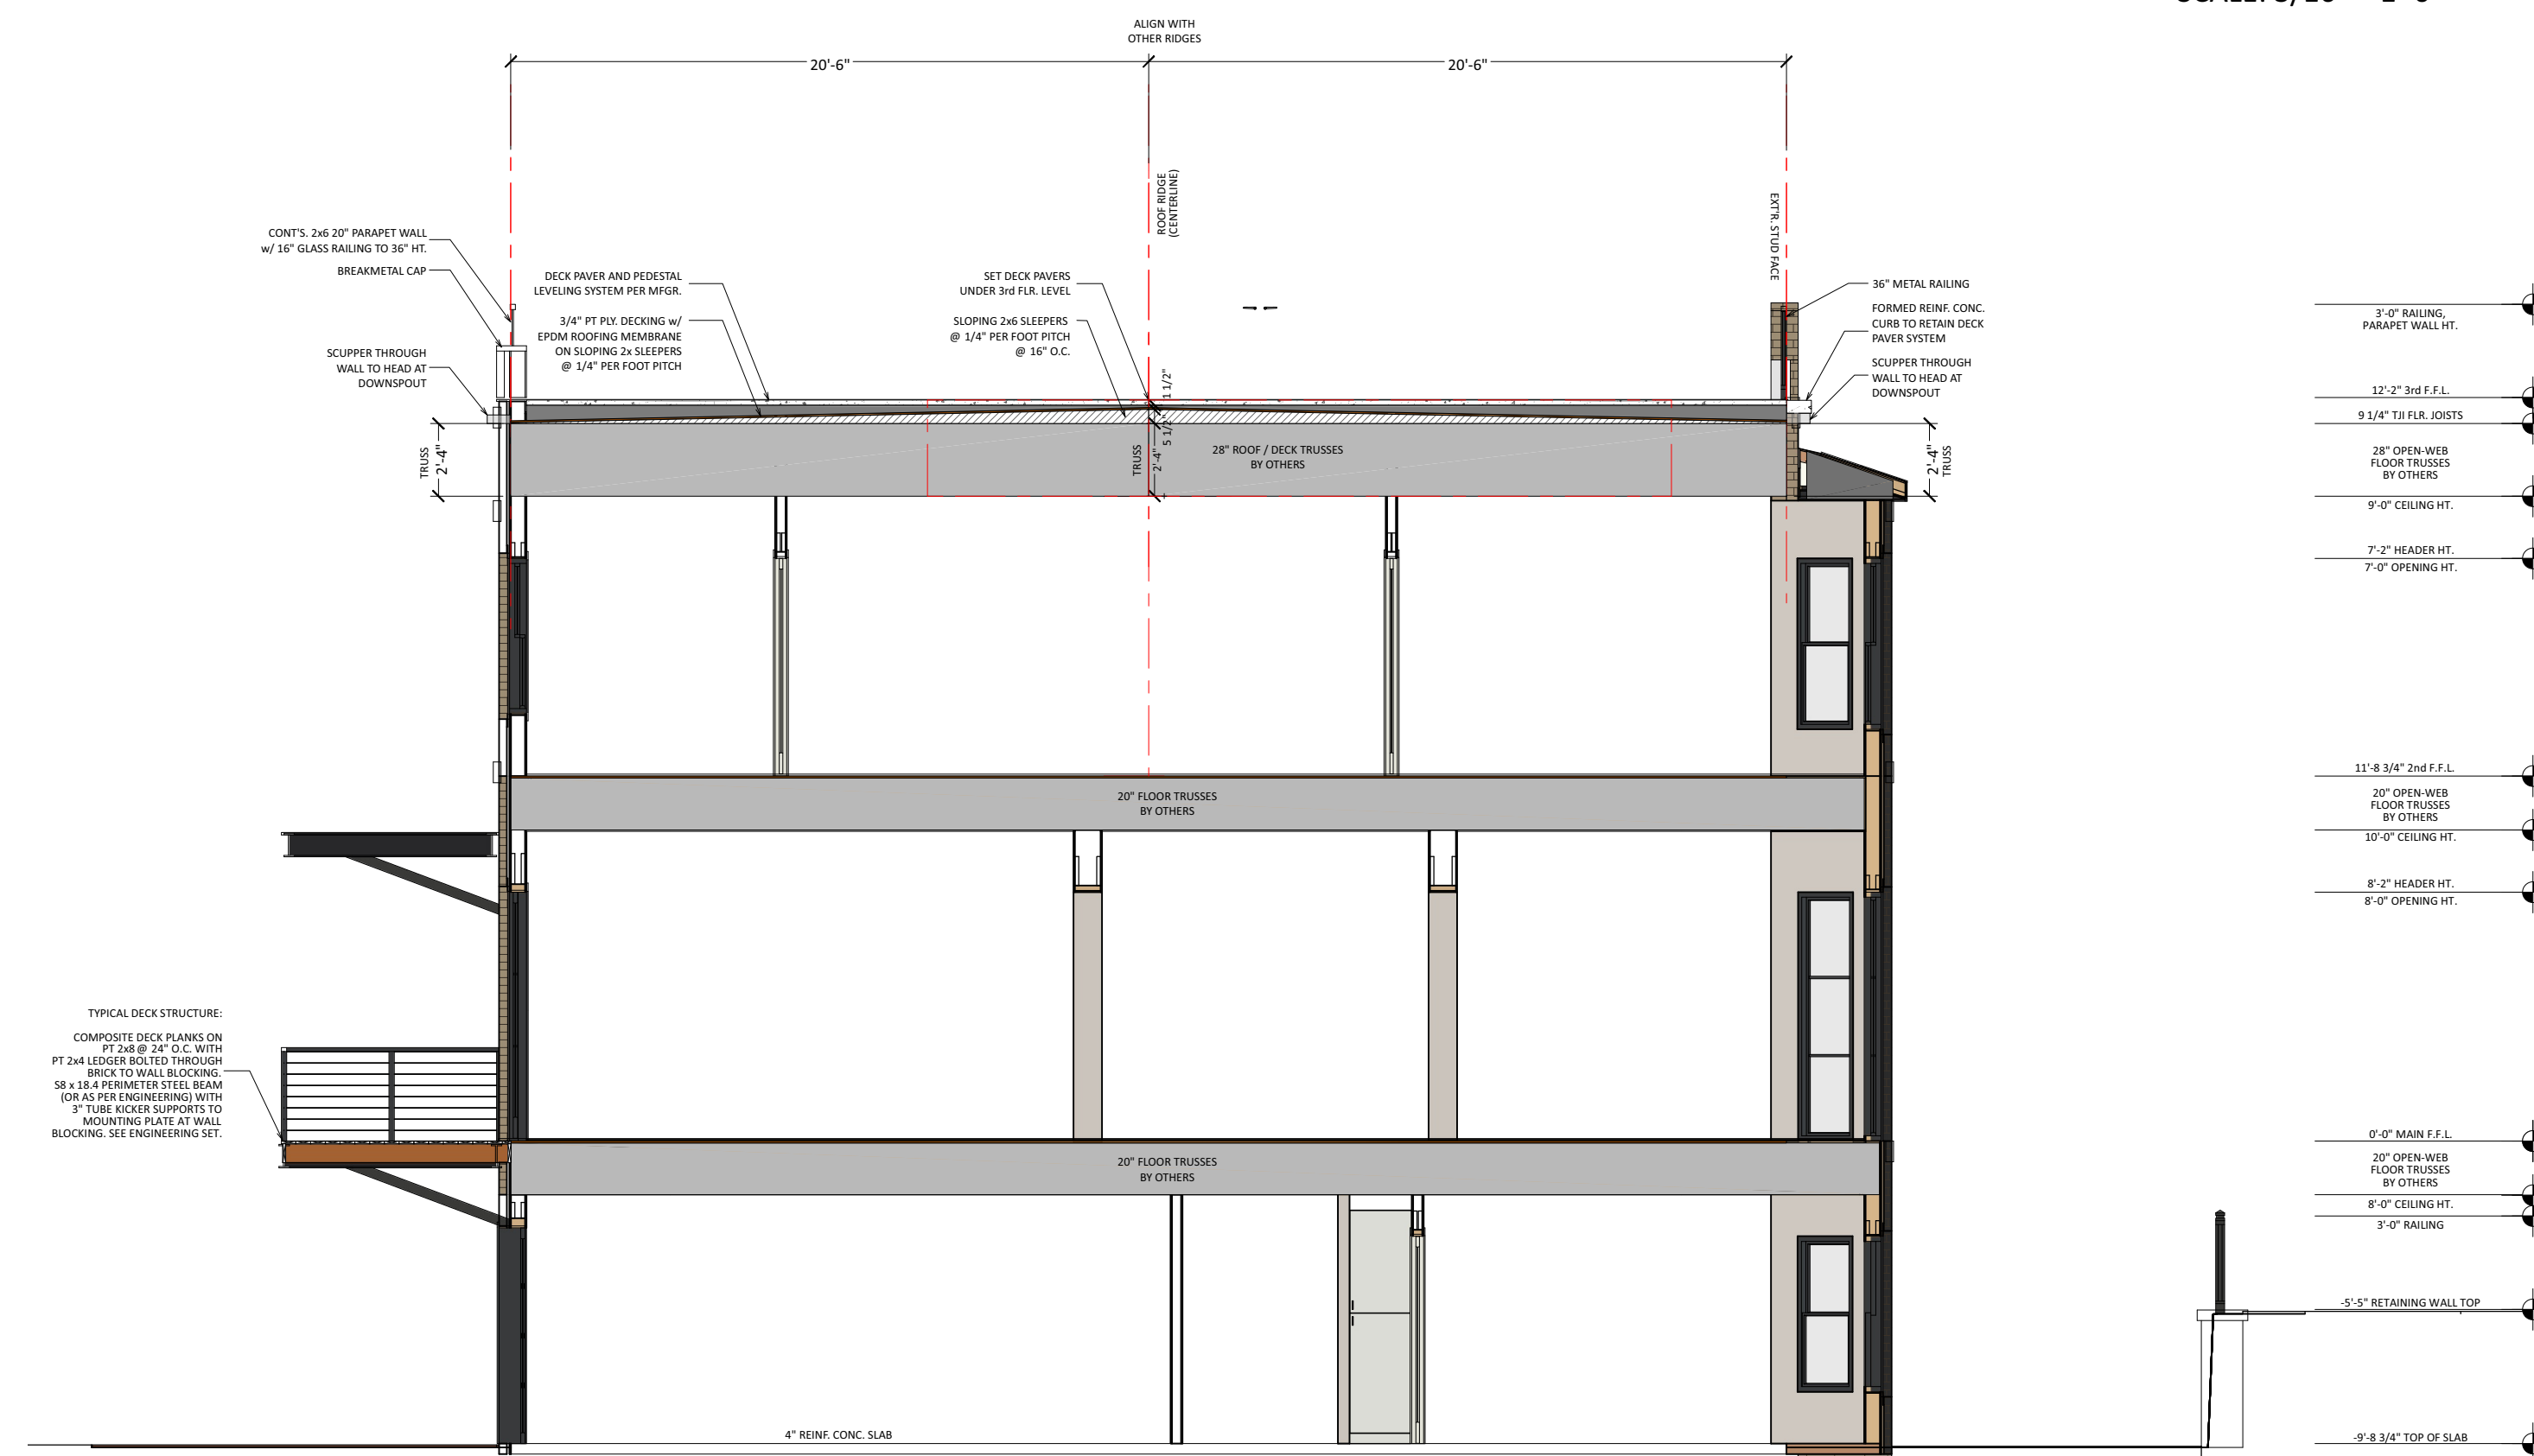 ALIGN WITH
OTHER RIDGES
20'-6"
20'-6"
ROOF RIDGE
(CENTERLINE)
EXT'R. STUD FACE
CONT'S. 2x6 20" PARAPET WALL
w/ 16" GLASS RAILING TO 36" HT.
BREAKMETAL CAP
SCUPPER THROUGH
WALL TO HEAD AT
DOWNSPOUT
DECK PAVER AND PEDESTAL
LEVELING SYSTEM PER MFGR.
3/4" PT PLY. DECKING w/
EPDM ROOFING MEMBRANE
ON SLOPING 2x SLEEPERS
@ 1/4" PER FOOT PITCH
SET DECK PAVERS
UNDER 3rd FLR. LEVEL
SLOPING 2x6 SLEEPERS
@ 1/4" PER FOOT PITCH
@ 16" O.C.
36" METAL RAILING
FORMED REINF. CONC.
CURB TO RETAIN DECK
PAVER SYSTEM
SCUPPER THROUGH
WALL TO HEAD AT
DOWNSPOUT
1 1/2"
5 1/2"
TRUSS
2'-4"
TRUSS
2'-4"
2'-4"
TRUSS
28" ROOF / DECK TRUSSES
BY OTHERS
20" FLOOR TRUSSES
BY OTHERS
20" FLOOR TRUSSES
BY OTHERS
4" REINF. CONC. SLAB
TYPICAL DECK STRUCTURE:
COMPOSITE DECK PLANKS ON
PT 2x8 @ 24" O.C. WITH
PT 2x4 LEDGER BOLTED THROUGH
BRICK TO WALL BLOCKING.
S8 x 18.4 PERIMETER STEEL BEAM
(OR AS PER ENGINEERING) WITH
3" TUBE KICKER SUPPORTS TO
MOUNTING PLATE AT WALL
BLOCKING. SEE ENGINEERING SET.
3'-0" RAILING,
PARAPET WALL HT.
12'-2" 3rd F.F.L.
9 1/4" TJI FLR. JOISTS
28" OPEN-WEB
FLOOR TRUSSES
BY OTHERS
9'-0" CEILING HT.
7'-2" HEADER HT.
7'-0" OPENING HT.
11'-8 3/4" 2nd F.F.L.
20" OPEN-WEB
FLOOR TRUSSES
BY OTHERS
10'-0" CEILING HT.
8'-2" HEADER HT.
8'-0" OPENING HT.
0'-0" MAIN F.F.L.
20" OPEN-WEB
FLOOR TRUSSES
BY OTHERS
8'-0" CEILING HT.
3'-0" RAILING
-5'-5" RETAINING WALL TOP
-9'-8 3/4" TOP OF SLAB